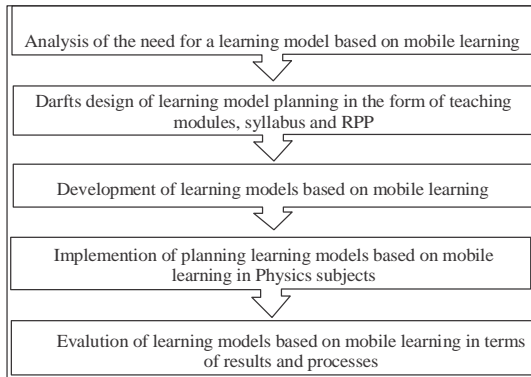 Analysis of the need for a learning model based on mobile learning
Darfts design of learning model planning in the form of teaching
modules, syllabus and RPP
Development of learning models based on mobile learning
Implemention of planning learning models based on mobile
learning in Physics subjects
Evalution of learning models based on mobile learning in terms
of results and processes